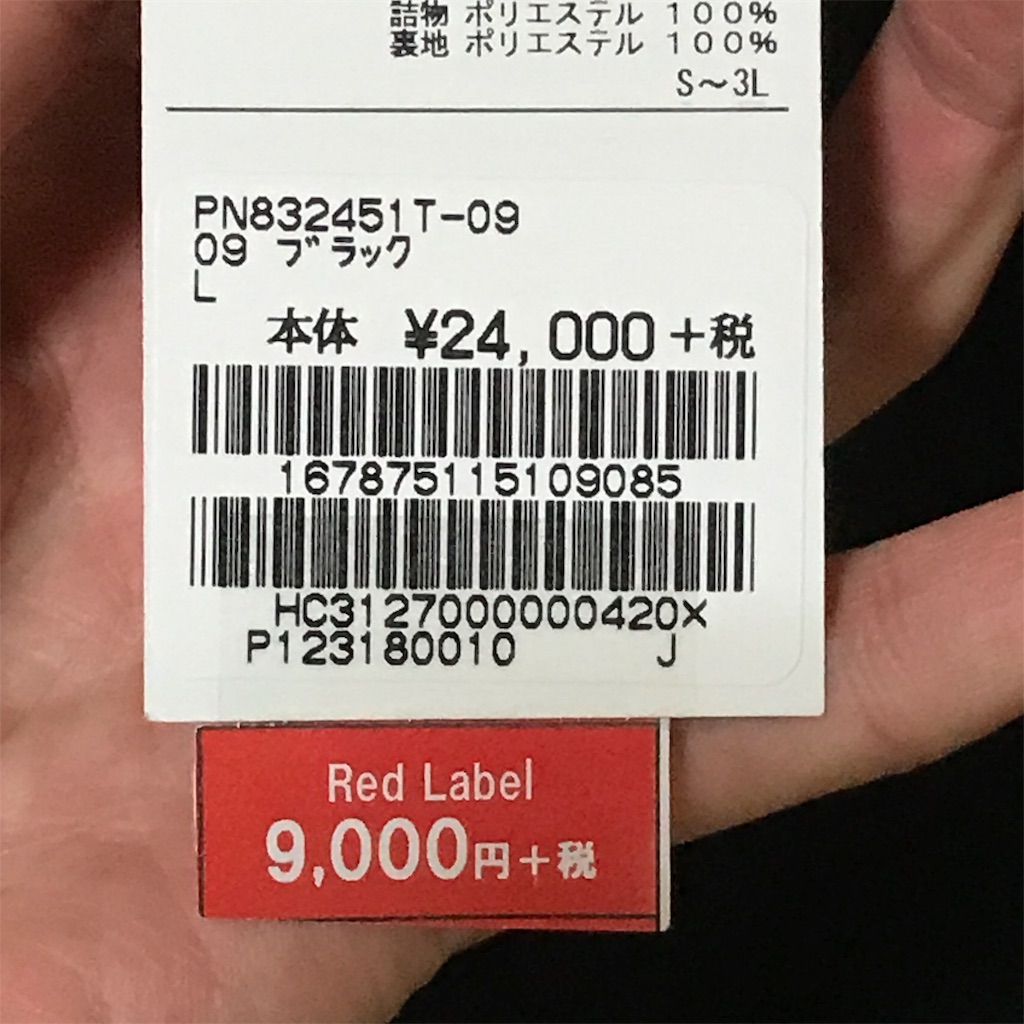 詰物 ポリエステル 100%
裏地 ポリエステル 100%
S～3L
PN832451T-09
09 ブラック
L
本体 ¥24,000+税
167875115109085
HC3127000000420X
P123180010 J
Red Label
9,000円+税